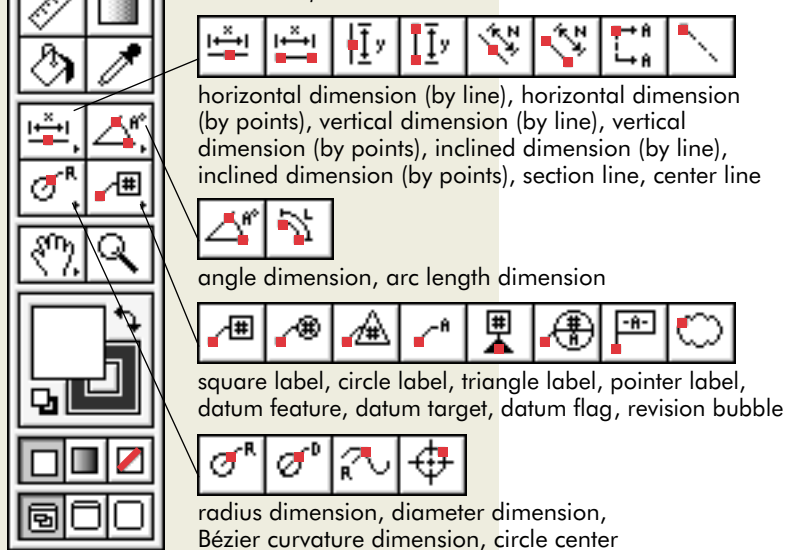 horizontal dimension (by line), horizontal dimension
(by points), vertical dimension (by line), vertical
dimension (by points), inclined dimension (by line),
inclined dimension (by points), section line, center line
angle dimension, arc length dimension
square label, circle label, triangle label, pointer label,
datum feature, datum target, datum flag, revision bubble
radius dimension, diameter dimension,
Bézier curvature dimension, circle center